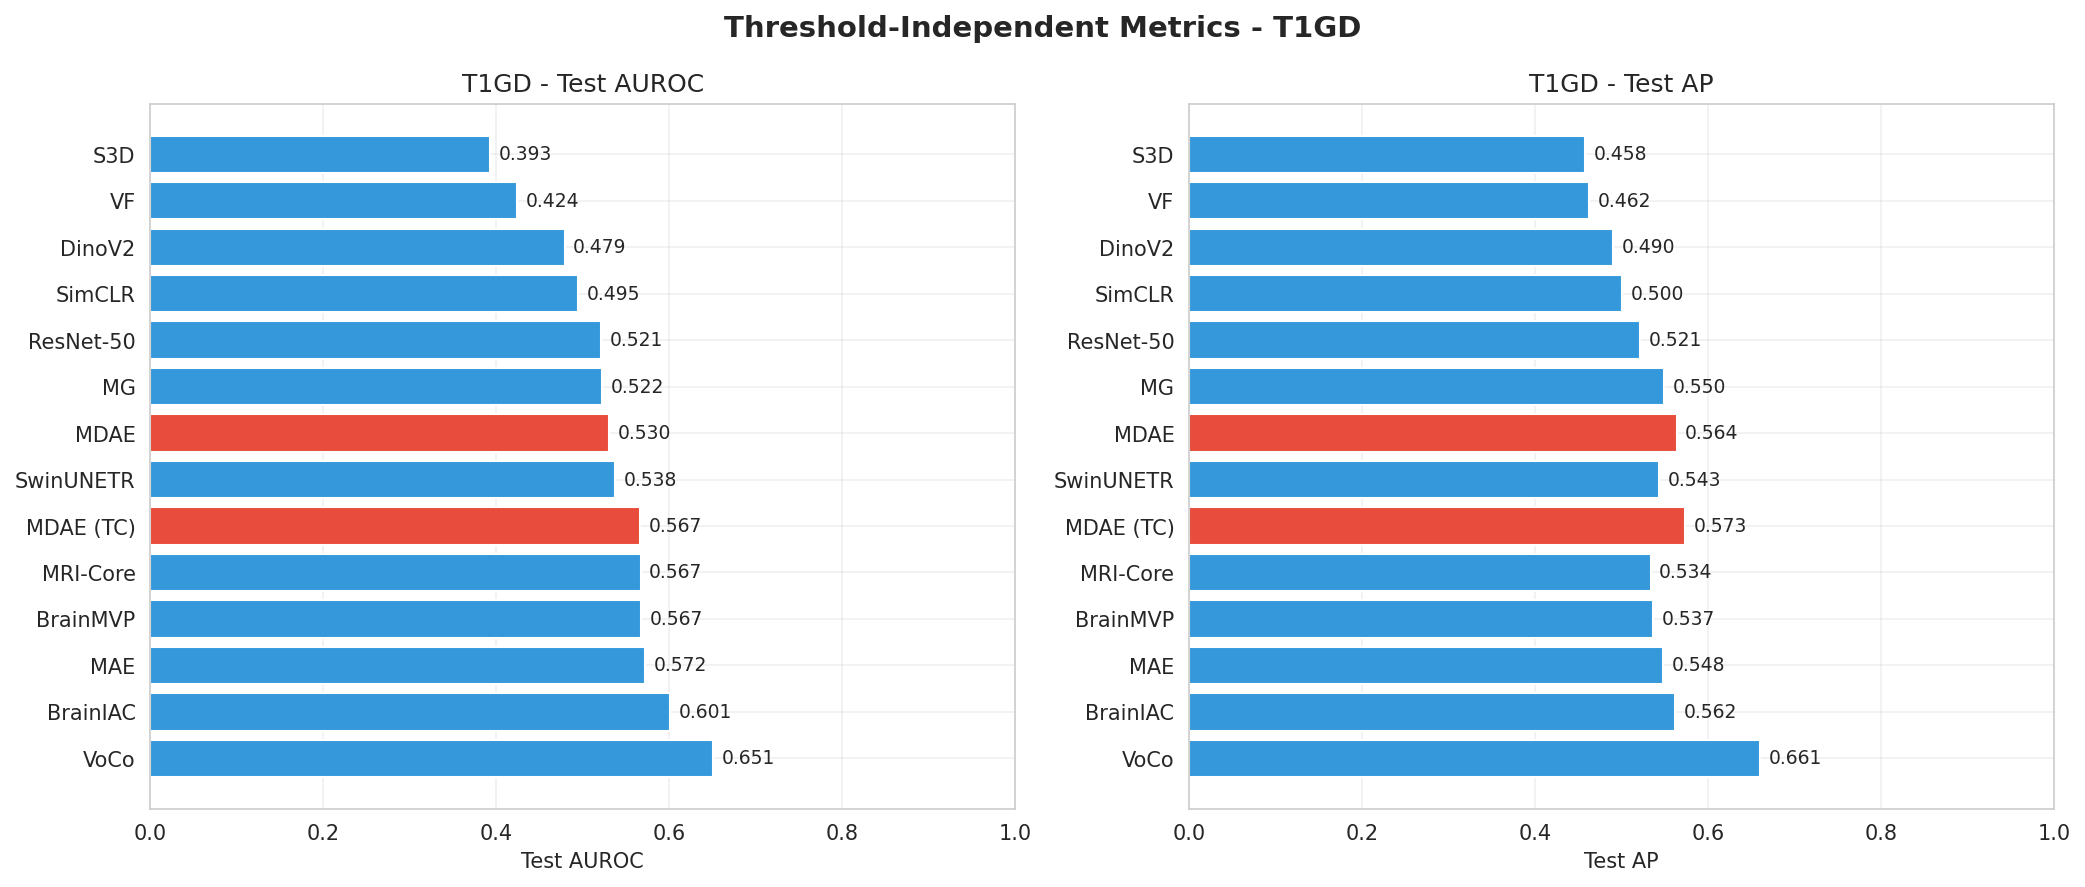 Threshold-Independent Metrics - T1GD
T1GD - Test AUROC
S3D 0.393
VF 0.424
DinoV2 0.479
SimCLR 0.495
ResNet-50 0.521
MG 0.522
MDAE 0.530
SwinUNETR 0.538
MDAE (TC) 0.567
MRI-Core 0.567
BrainMVP 0.567
MAE 0.572
BrainIAC 0.601
VoCo 0.651
0.0 0.2 0.4 0.6 0.8 1.0
Test AUROC
T1GD - Test AP
S3D 0.458
VF 0.462
DinoV2 0.490
SimCLR 0.500
ResNet-50 0.521
MG 0.550
MDAE 0.564
SwinUNETR 0.543
MDAE (TC) 0.573
MRI-Core 0.534
BrainMVP 0.537
MAE 0.548
BrainIAC 0.562
VoCo 0.661
0.0 0.2 0.4 0.6 0.8 1.0
Test AP